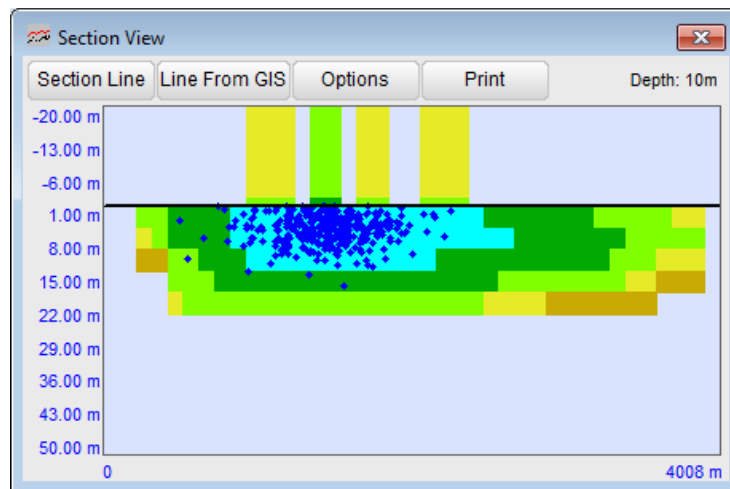 Section View
Section Line Line From GIS Options Print Depth: 10m
-20.00 m
-13.00 m
-6.00 m
1.00 m
8.00 m
15.00 m
22.00 m
29.00 m
36.00 m
43.00 m
50.00 m
0 4008 m